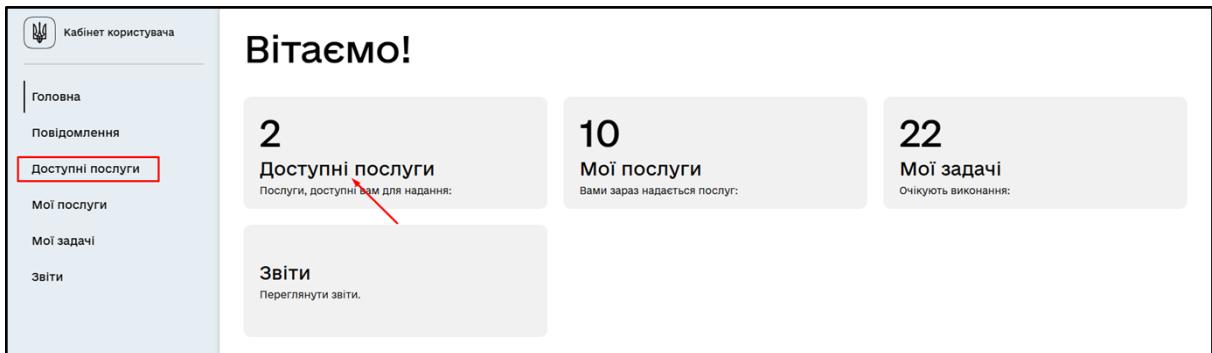 Кабінет користувача
Головна
Повідомлення
Доступні послуги
Мої послуги
Мої задачі
Звіти
Вітаємо!
2
Доступні послуги
Послуги, доступні вам для надання:
10
Мої послуги
Вами зараз надається послуг:
22
Мої задачі
Очікують виконання:
Звіти
Переглянути звіти.